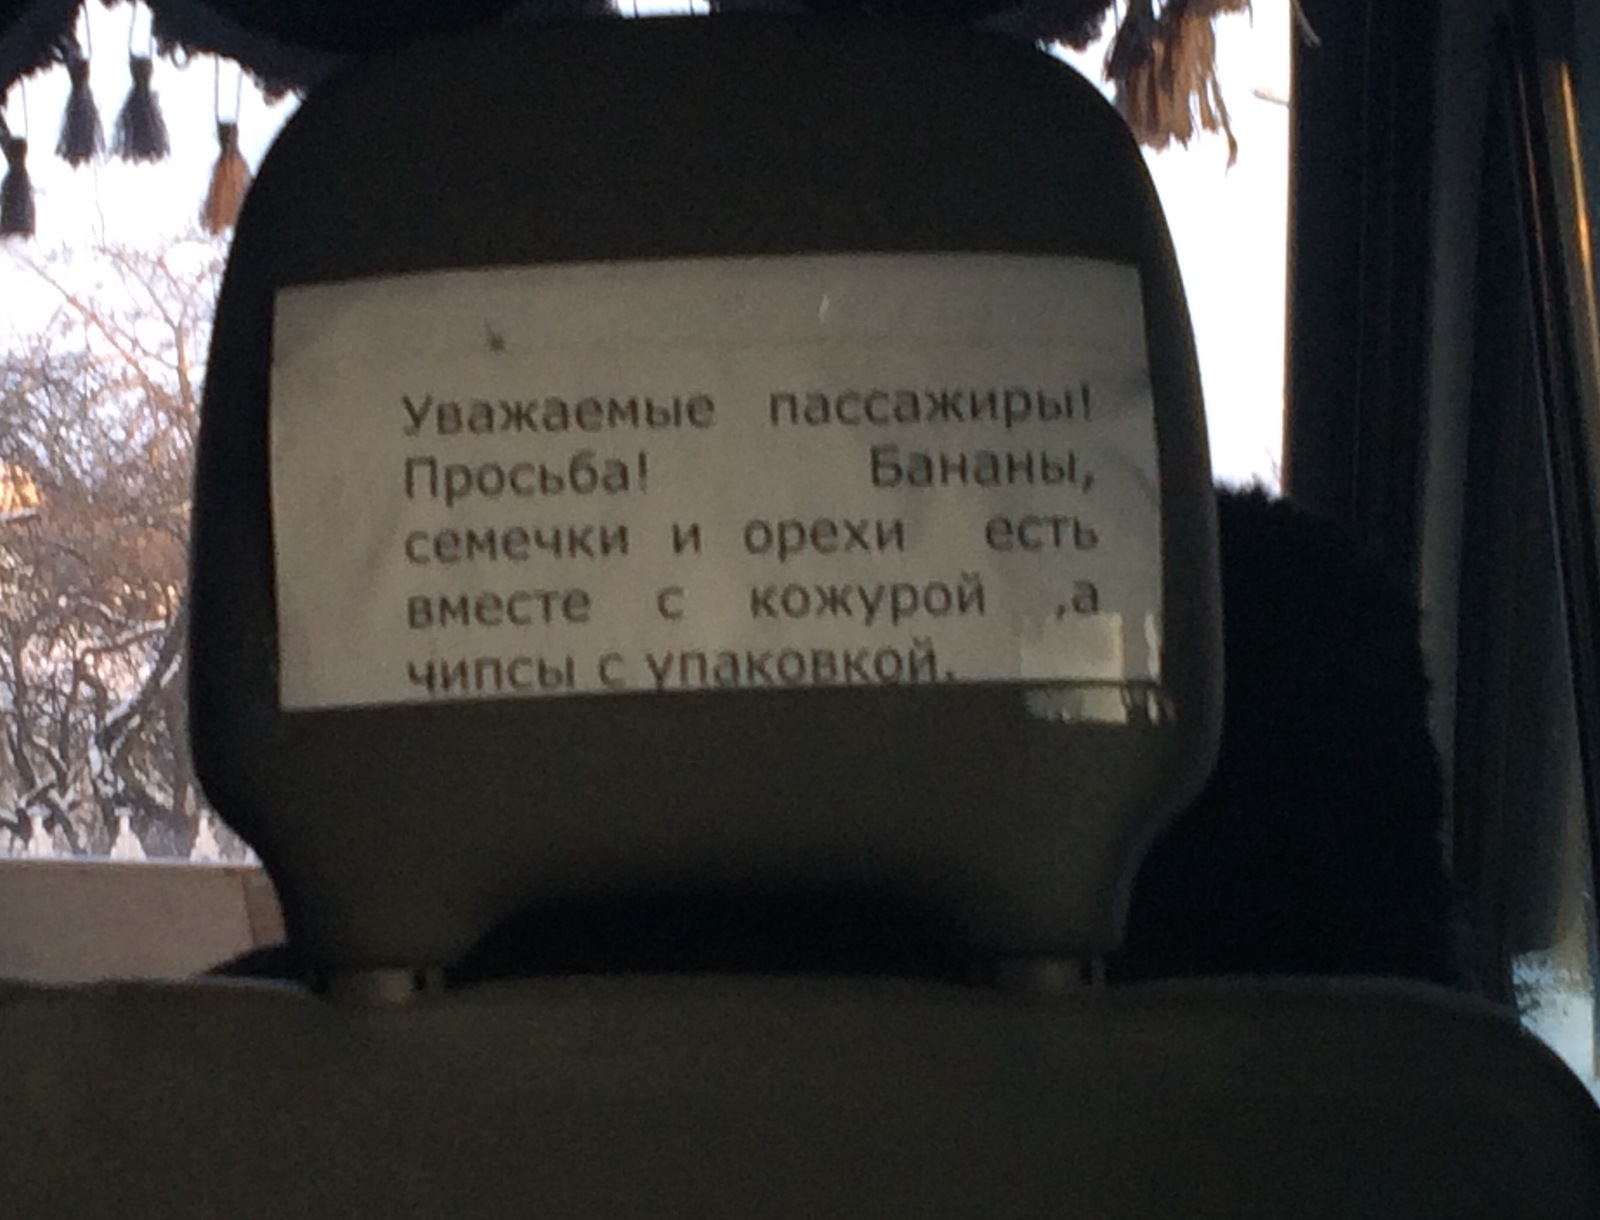 Уважаемые пассажиры!
Просьба! Бананы,
семечки и орехи есть
вместе с кожурой ,а
чипсы с упаковкой.